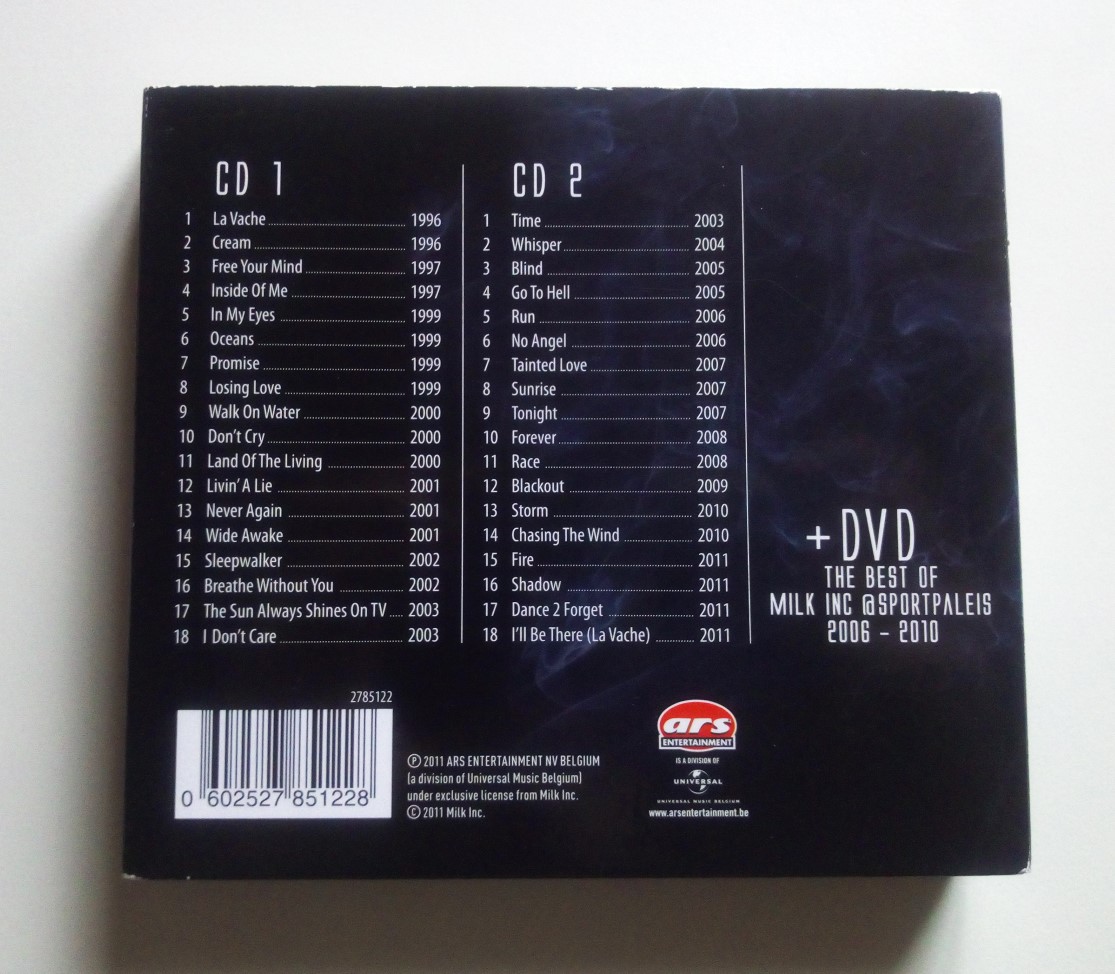 CD 1
1 La Vache 1996
2 Cream 1996
3 Free Your Mind 1997
4 Inside Of Me 1997
5 In My Eyes 1999
6 Oceans 1999
7 Promise 1999
8 Losing Love 1999
9 Walk On Water 2000
10 Don't Cry 2000
11 Land Of The Living 2000
12 Livin' A Lie 2001
13 Never Again 2001
14 Wide Awake 2001
15 Sleepwalker 2002
16 Breathe Without You 2002
17 The Sun Always Shines On TV 2003
18 I Don't Care 2003
CD 2
1 Time 2003
2 Whisper 2004
3 Blind 2005
4 Go To Hell 2005
5 Run 2006
6 No Angel 2006
7 Tainted Love 2007
8 Sunrise 2007
9 Tonight 2007
10 Forever 2008
11 Race 2008
12 Blackout 2009
13 Storm 2010
14 Chasing The Wind 2010
15 Fire 2011
16 Shadow 2011
17 Dance 2 Forget 2011
18 I'll Be There (La Vache) 2011
+ DVD
THE BEST OF
MILK INC @SPORTPALEIS
2006 - 2010
2785122
0 602527 851228
Ⓟ 2011 ARS ENTERTAINMENT NV BELGIUM
(a division of Universal Music Belgium)
under exclusive license from Milk Inc.
© 2011 Milk Inc.
ars
ENTERTAINMENT
IS A DIVISION OF
UNIVERSAL
UNIVERSAL MUSIC BELGIUM
www.arsentertainment.be